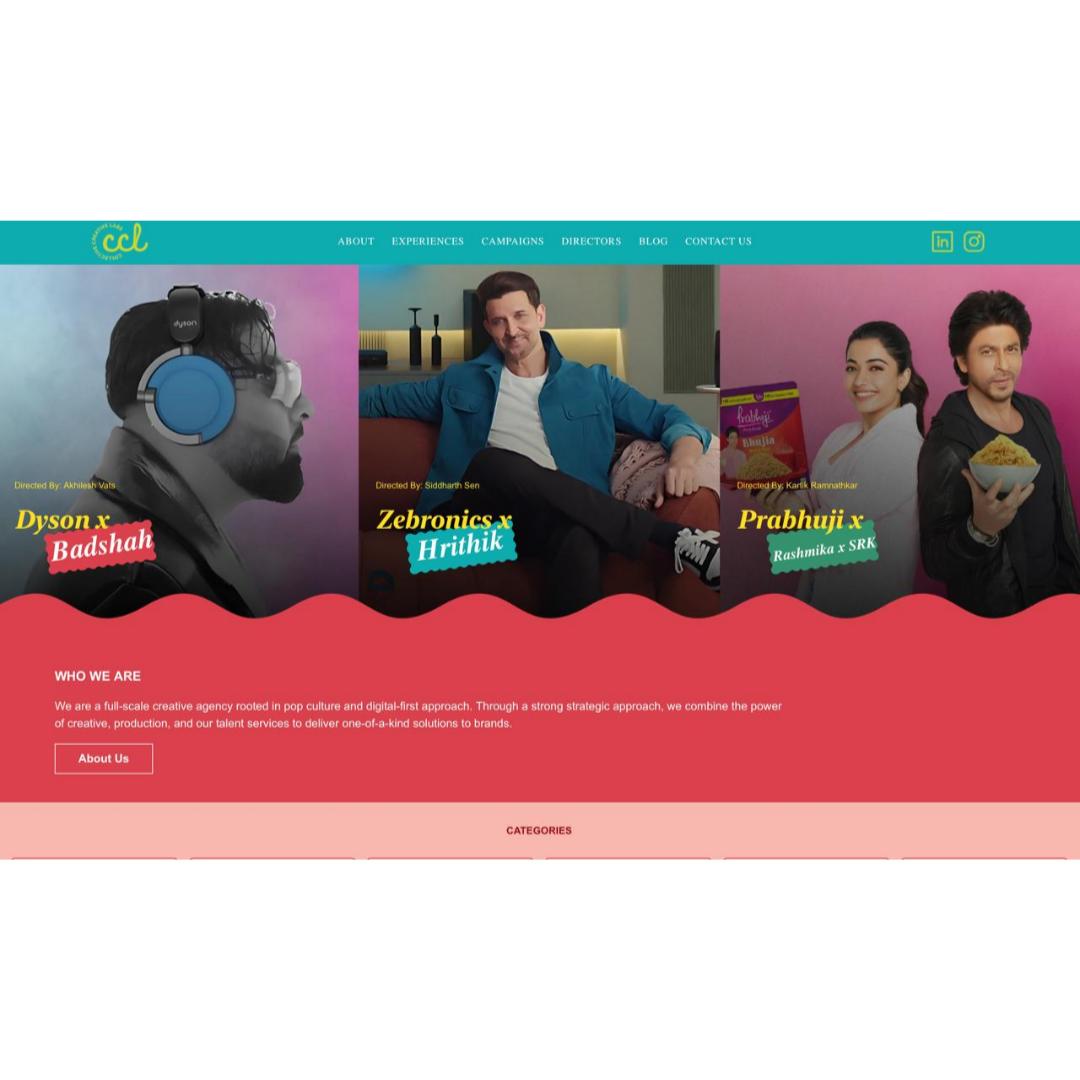 COLLECTIVE CREATIVE LABS
ccl
ABOUT EXPERIENCES CAMPAIGNS DIRECTORS BLOG CONTACT US
in
dyson
Directed By: Akhilesh Vats
Dyson x
Badshah
Directed By: Siddharth Sen
Zebronics x
Hrithik
prabhuji
Bhujia
Directed By: Kartik Ramnathkar
Prabhuji x
Rashmika x SRK
WHO WE ARE
We are a full-scale creative agency rooted in pop culture and digital-first approach. Through a strong strategic approach, we combine the power
of creative, production, and our talent services to deliver one-of-a-kind solutions to brands.
About Us
CATEGORIES